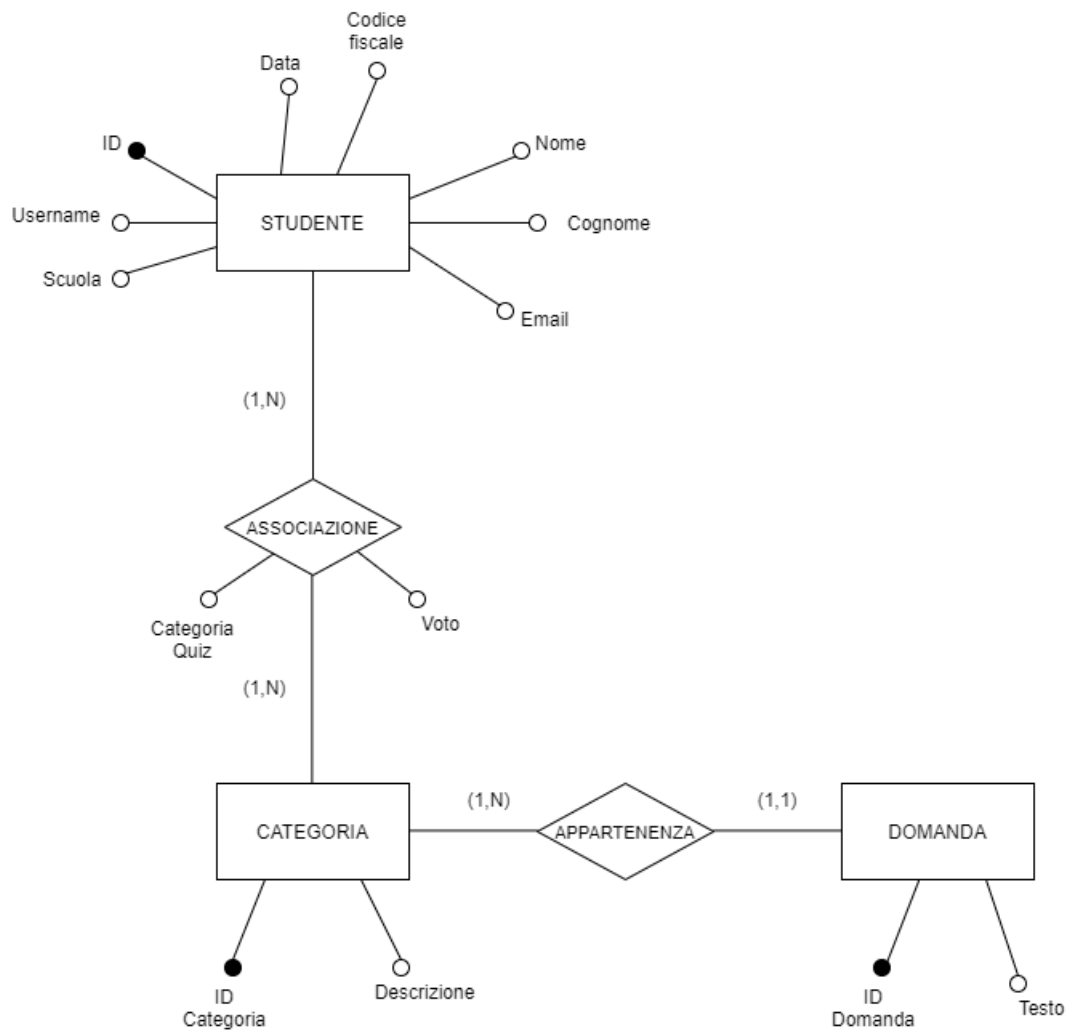 Codice
fiscale
Data
ID
Nome
Username
STUDENTE
Cognome
Scuola
Email
(1,N)
ASSOCIAZIONE
Categoria
Quiz
Voto
(1,N)
(1,N)
(1,1)
CATEGORIA
APPARTENENZA
DOMANDA
ID
Categoria
Descrizione
ID
Domanda
Testo